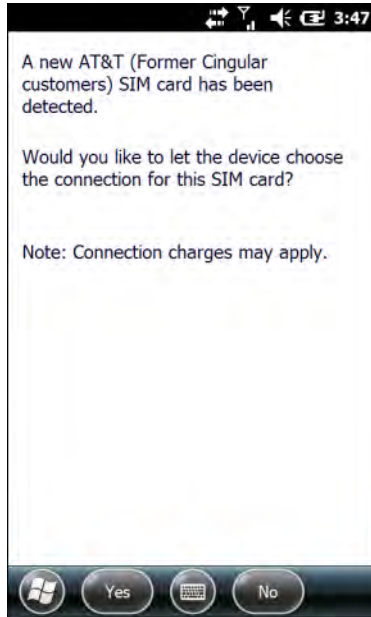 3:47
A new AT&T (Former Cingular
customers) SIM card has been
detected.
Would you like to let the device choose
the connection for this SIM card?
Note: Connection charges may apply.
Yes
No